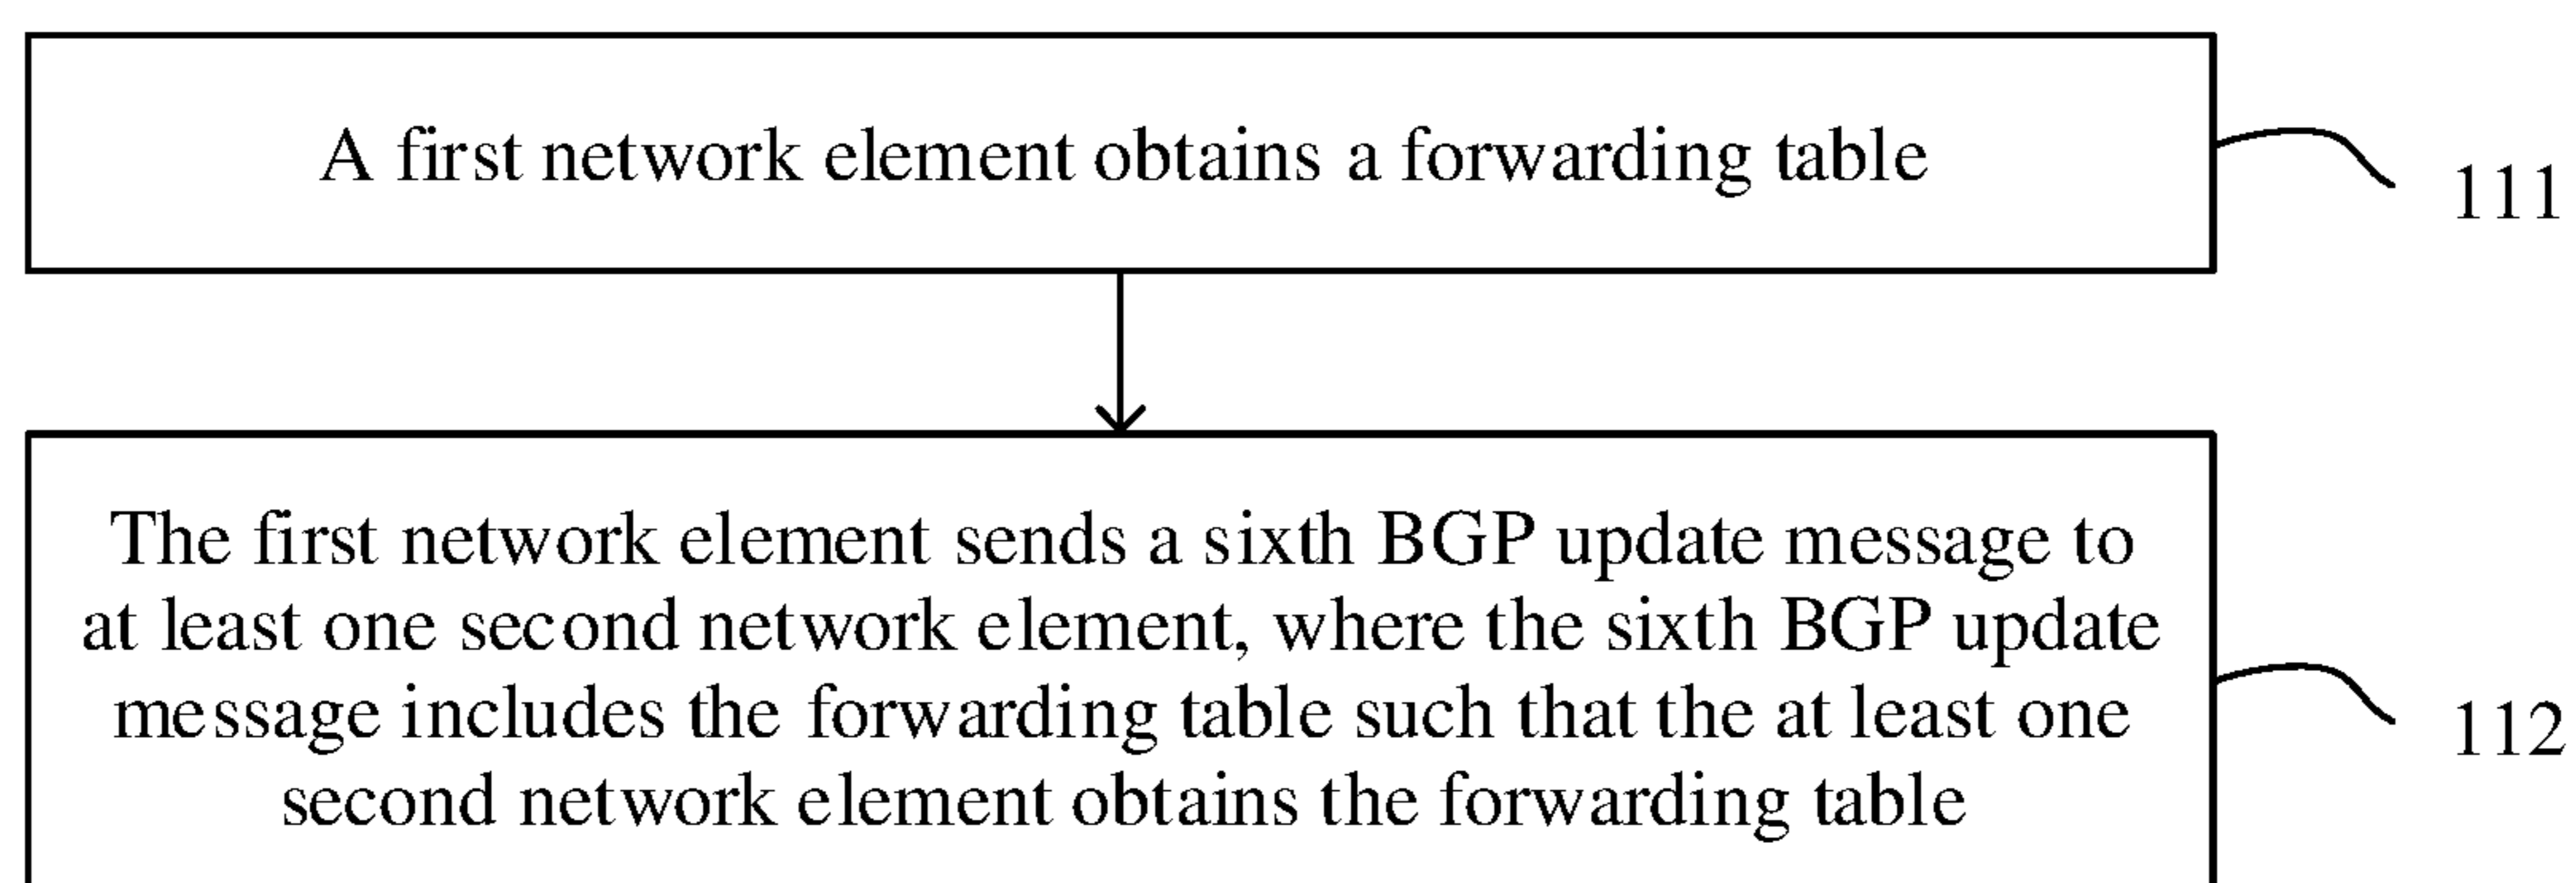 A first network element obtains a forwarding table
111
The first network element sends a sixth BGP update message to
at least one second network element, where the sixth BGP update
message includes the forwarding table such that the at least one
second network element obtains the forwarding table
112